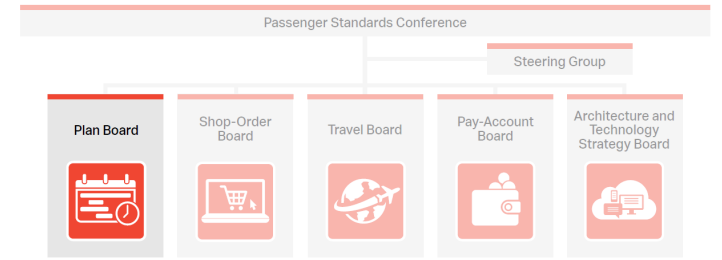 Passenger Standards Conference
Steering Group
Plan Board
Shop-Order
Board
Travel Board
Pay-Account
Board
Architecture and
Technology
Strategy Board